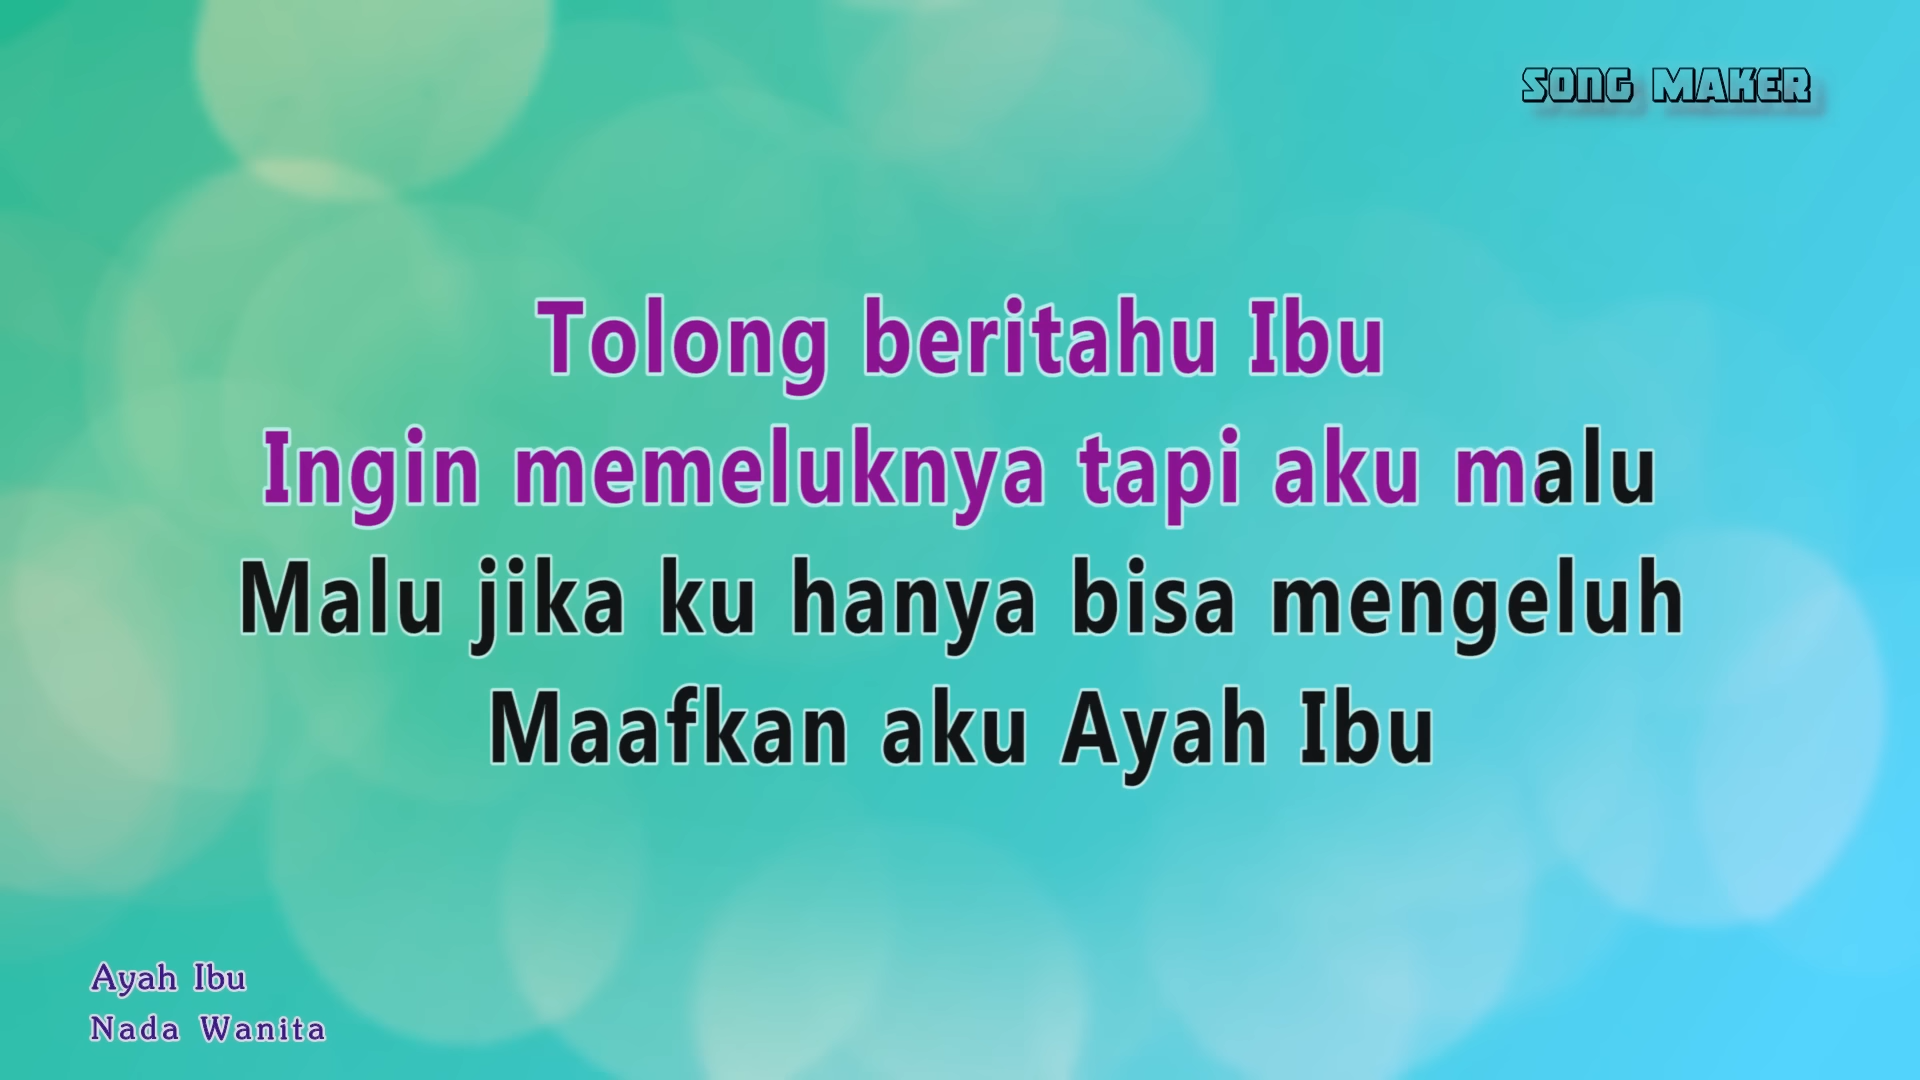 SONG MAKER
Tolong beritahu Ibu
Ingin memeluknya tapi aku malu
Malu jika ku hanya bisa mengeluh
Maafkan aku Ayah Ibu
Ayah Ibu
Nada Wanita